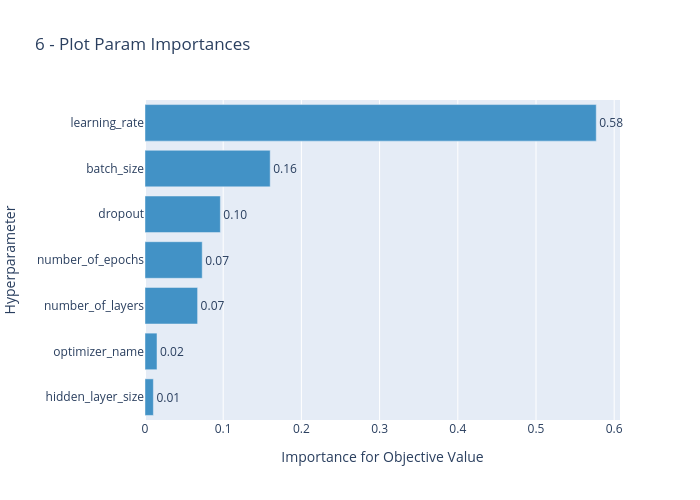 6 - Plot Param Importances
Hyperparameter
learning_rate 0.58
batch_size 0.16
dropout 0.10
number_of_epochs 0.07
number_of_layers 0.07
optimizer_name 0.02
hidden_layer_size 0.01
0 0.1 0.2 0.3 0.4 0.5 0.6
Importance for Objective Value